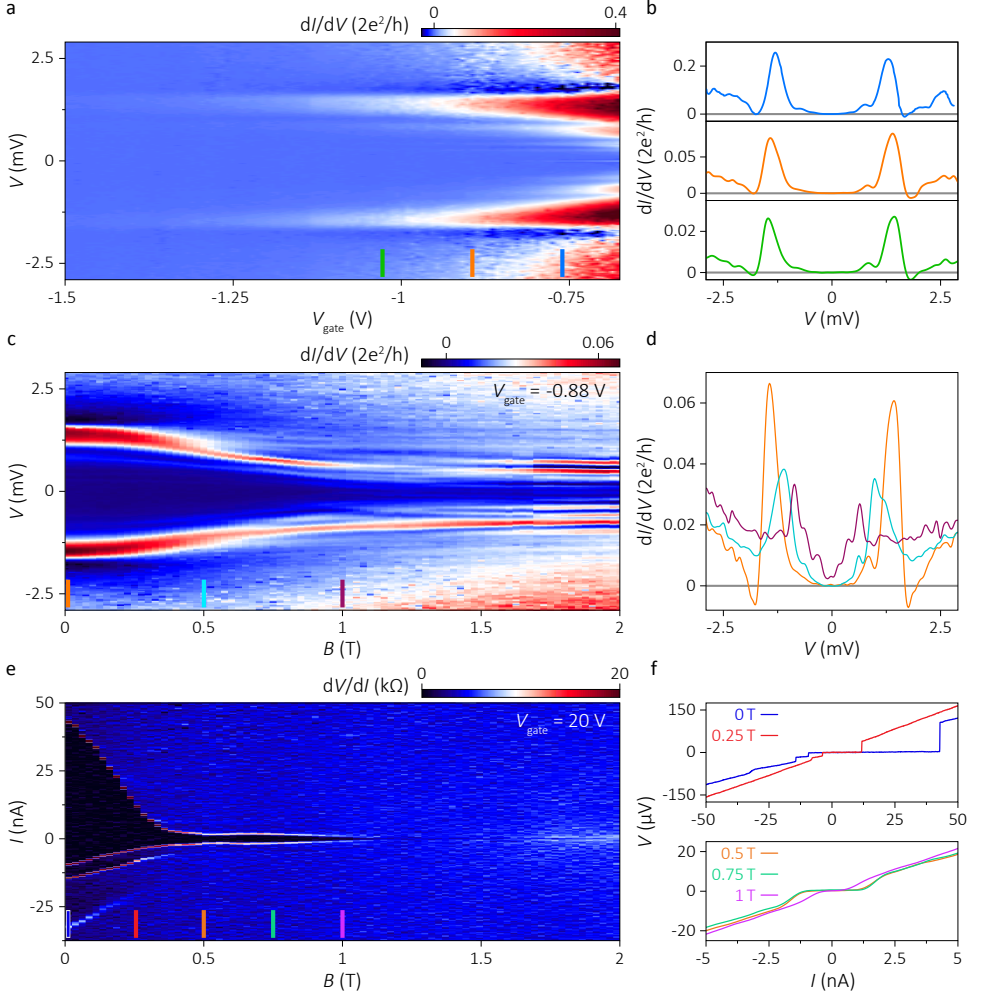 a
dI/dV (2e²/h)
0
0.4
2.5
0
-2.5
V (mV)
-1.5
-1.25
-1
-0.75
V_gate (V)
b
0.2
0
0.05
0
0.02
0
dI/dV (2e²/h)
-2.5
0
2.5
V (mV)
c
dI/dV (2e²/h)
0
0.06
V_gate = -0.88 V
2.5
0
-2.5
V (mV)
0
0.5
1
1.5
2
B (T)
d
0.06
0.04
0.02
0
dI/dV (2e²/h)
-2.5
0
2.5
V (mV)
e
dV/dI (kΩ)
0
20
V_gate = 20 V
50
25
0
-25
I (nA)
0
0.5
1
1.5
2
B (T)
f
150
0
-150
0 T
0.25 T
-50
-25
0
25
50
V (μV)
20
0
-20
0.5 T
0.75 T
1 T
-5
-2.5
0
2.5
5
I (nA)